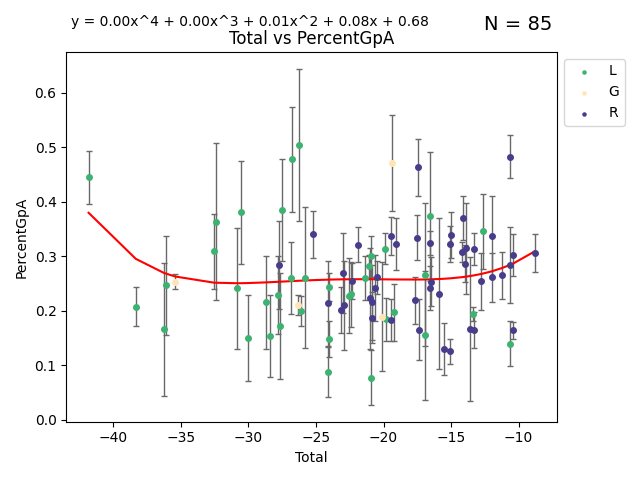 y = 0.00x^4 + 0.00x^3 + 0.01x^2 + 0.08x + 0.68
N = 85
Total vs PercentGpA
L
G
R
PercentGpA
0.6
0.5
0.4
0.3
0.2
0.1
0.0
−40 −35 −30 −25 −20 −15 −10
Total